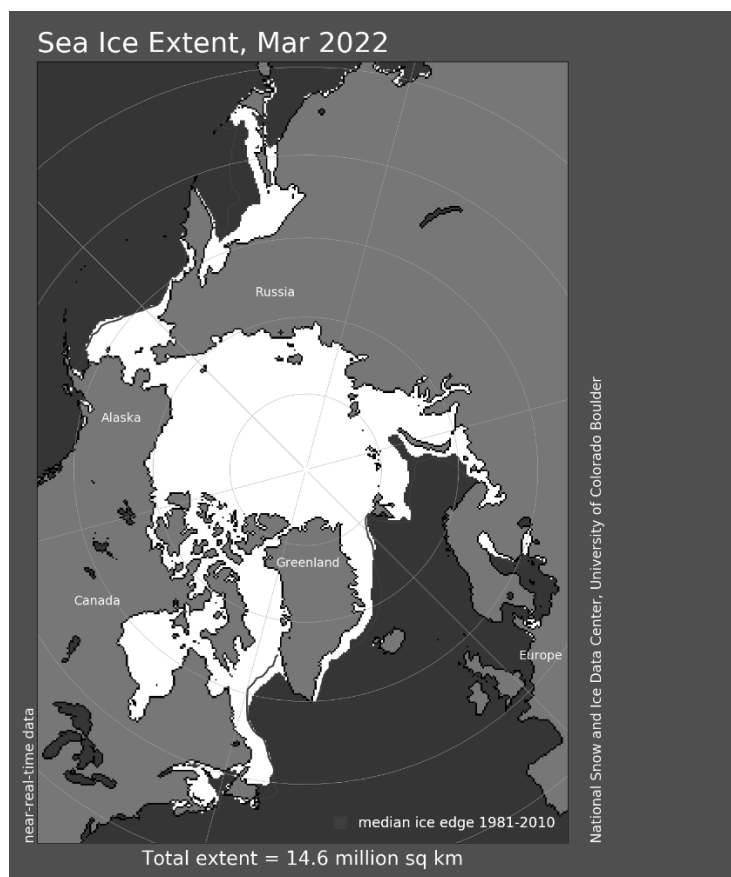 Sea Ice Extent, Mar 2022
Russia
Alaska
Greenland
Canada
Europe
near-real-time data
National Snow and Ice Data Center, University of Colorado Boulder
median ice edge 1981-2010
Total extent = 14.6 million sq km